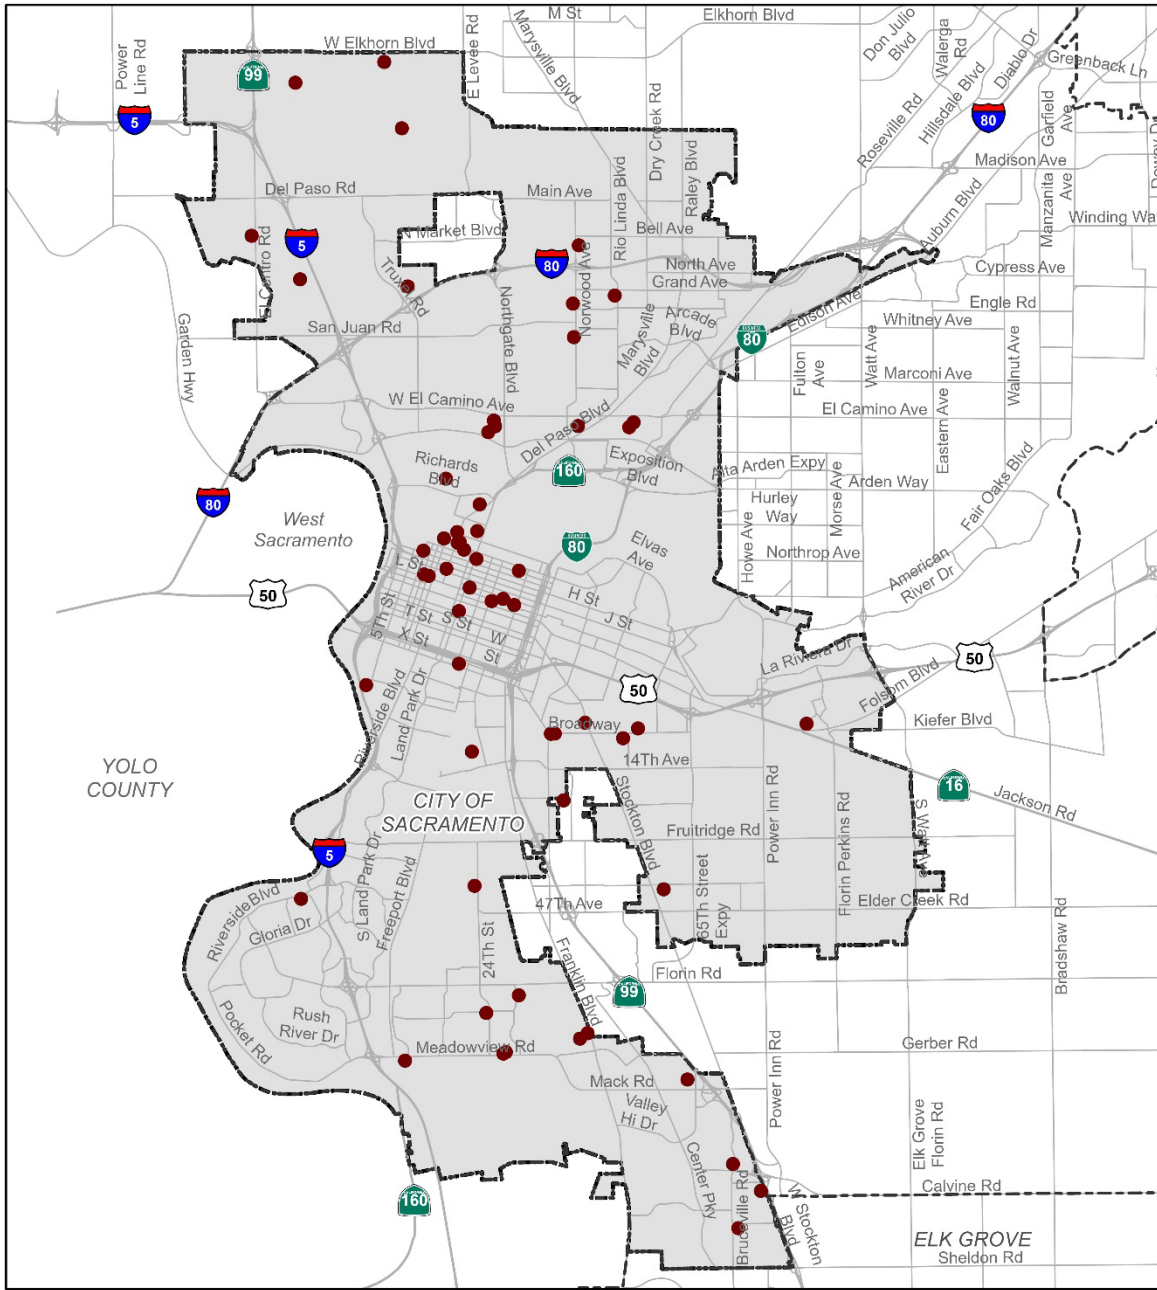 M St
Elkhorn Blvd
W Elkhorn Blvd
E Levee Rd
Marysville Blvd
Don Julio
Blvd
Walerga
Rd
Diablo Dr
Greenback Ln
Power
Line Rd
CALIFORNIA
99
5
Hillsdale Blvd
80
Garfield
Ave
Roseville Rd
Dry Creek Rd
Raley Blvd
Rio Linda Blvd
Madison Ave
Manzanita
Ave
Dewey Dr
Del Paso Rd
Main Ave
Auburn Blvd
Winding Way
N Market Blvd
Bell Ave
El Centro Rd
5
Truxel Rd
80
Norwood Ave
North Ave
Grand Ave
Cypress Ave
Edison Ave
Engle Rd
Whitney Ave
Garden Hwy
San Juan Rd
Northgate Blvd
Marysville
Blvd
Arcade
Blvd
80
Fulton
Ave
Watt Ave
Walnut Ave
Marconi Ave
W El Camino Ave
El Camino Ave
Eastern Ave
Del Paso Blvd
Richards
Blvd
160
Exposition
Blvd
Alta Arden Expy
Arden Way
Fair Oaks Blvd
80
West
Sacramento
Hurley
Way
Morse Ave
Howe Ave
Northrop Ave
80
Elvas
Ave
American
River Dr
L St
50
5Th St
T St
S St
X St
W
St
H St
J St
La Riviera Dr
50
50
Folsom Blvd
Riverside Blvd
Land Park Dr
Broadway
Kiefer Blvd
14Th Ave
YOLO
COUNTY
CITY OF
SACRAMENTO
Stockton Blvd
Power Inn Rd
Florin Perkins Rd
S Watt Ave
CALIFORNIA
16
Jackson Rd
Fruitridge Rd
5
S Land Park Dr
Freeport Blvd
Riverside Blvd
Gloria Dr
24Th St
47Th Ave
65Th Street
Expy
Elder Creek Rd
Bradshaw Rd
Franklin Blvd
Florin Rd
CALIFORNIA
99
Pocket Rd
Rush
River Dr
Meadowview Rd
Gerber Rd
Mack Rd
Valley
Hi Dr
Power Inn Rd
Elk Grove
Florin Rd
Center Pky
Bruceville Rd
Calvine Rd
W Stockton
Blvd
160
ELK GROVE
Sheldon Rd